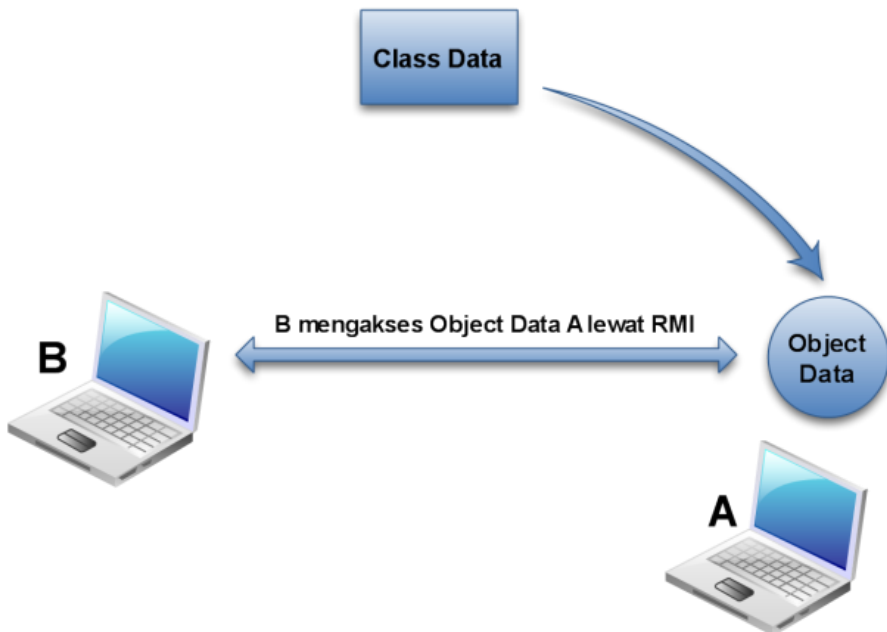 Class Data
B mengakses Object Data A lewat RMI
B
Object
Data
A